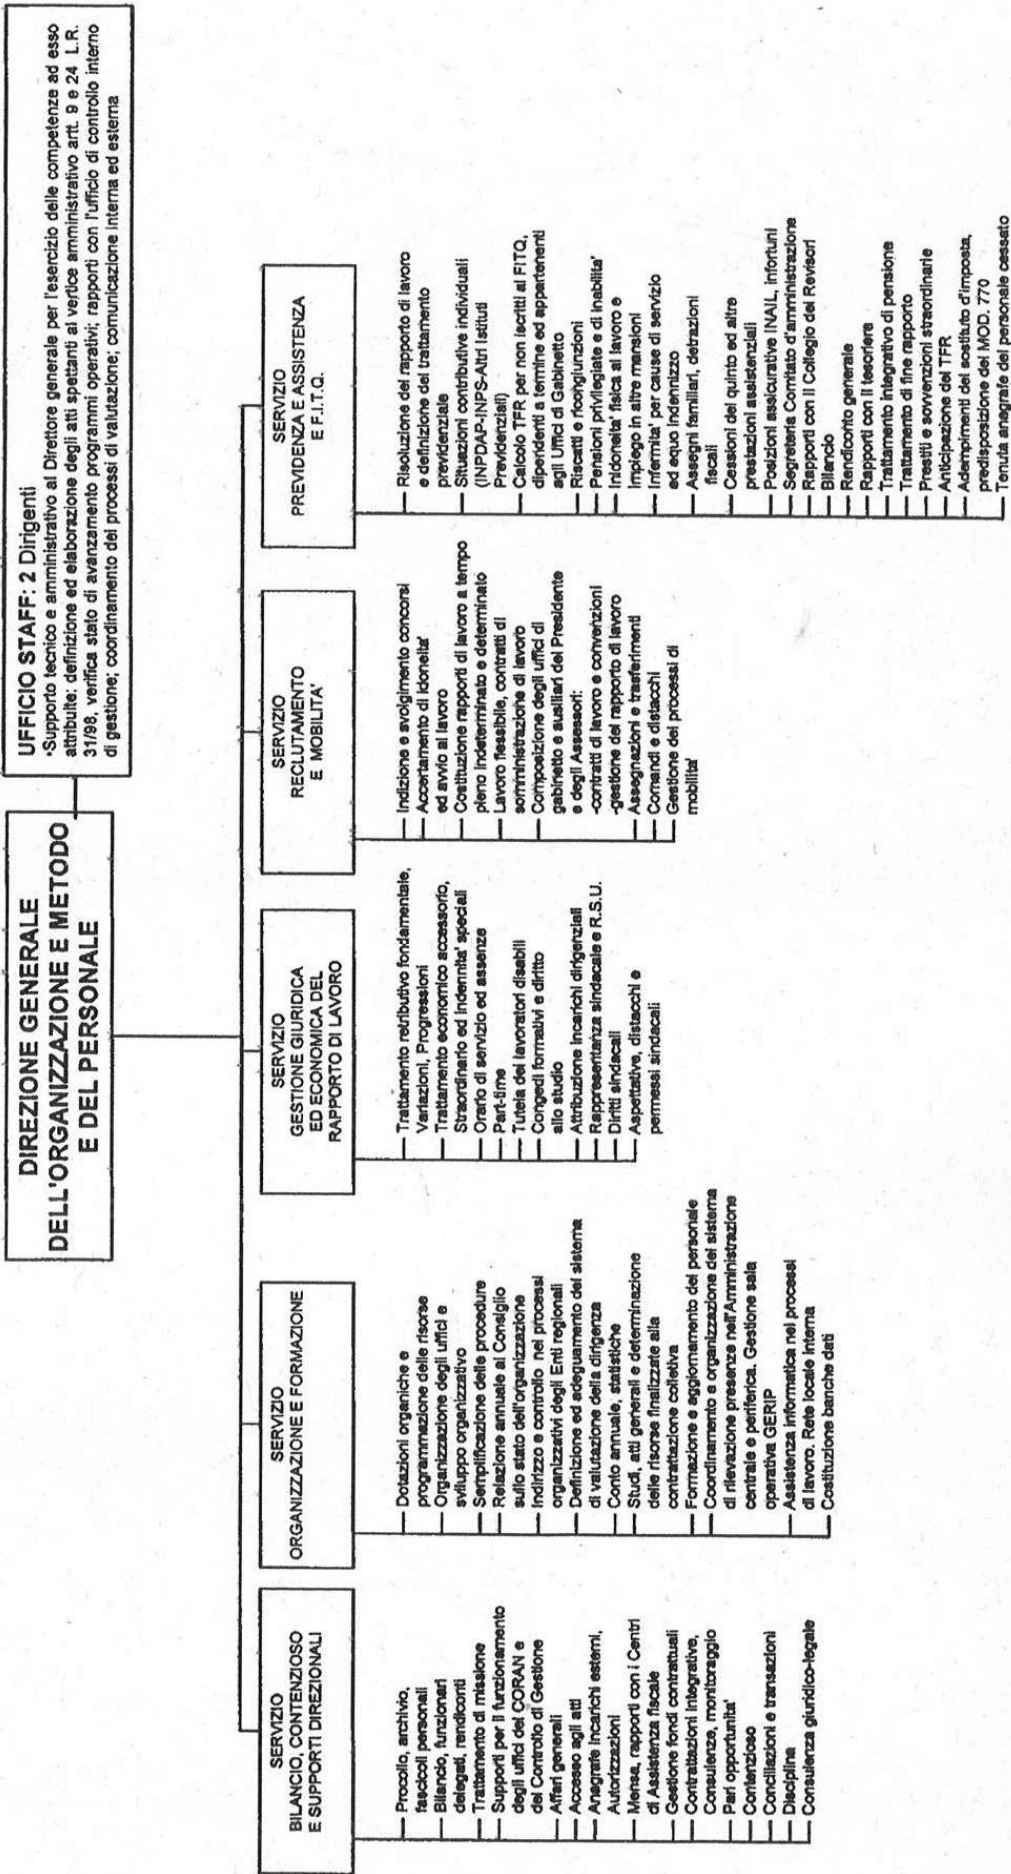 DIREZIONE GENERALE
DELL'ORGANIZZAZIONE E METODO
E DEL PERSONALE
UFFICIO STAFF: 2 Dirigenti
•Supporto tecnico e amministrativo al Direttore generale per l'esercizio delle competenze ad esso
attribuite; definizione ed elaborazione degli atti spettanti al vertice amministrativo artt. 9 e 24 L.R.
31/98, verifica stato di avanzamento programmi operativi; rapporti con l'ufficio di controllo interno
di gestione; coordinamento dei processi di valutazione; comunicazione interna ed esterna
SERVIZIO
BILANCIO, CONTENZIOSO
E SUPPORTI DIREZIONALI
Procollo, archivio,
fascicoli personali
Bilancio, funzionari
delegati, rendiconti
Trattamento di missione
Supporti per il funzionamento
degli uffici del CORAN e
del Controllo di Gestione
Affari generali
Accesso agli atti
Anagrafe incarichi esterni,
Autorizzazioni
Mensa, rapporti con i Centri
di Assistenza fiscale
Gestione fondi contrattuali
Contrattazioni integrative,
Consulenze, monitoraggio
Pari opportunita'
Contenzioso
Conciliazioni e transazioni
Disciplina
Consulenza giuridico-legale
SERVIZIO
ORGANIZZAZIONE E FORMAZIONE
Dotazioni organiche e
programmazione delle risorse
Organizzazione degli uffici e
sviluppo organizzativo
Semplificazione delle procedure
Relazione annuale al Consiglio
sullo stato dell'organizzazione
Indirizzo e controllo nei processi
organizzativi degli Enti regionali
Definizione ed adeguamento del sistema
di valutazione della dirigenza
Conto annuale, statistiche
Studi, atti generali e determinazione
delle risorse finalizzate alla
contrattazione collettiva
Formazione e aggiornamento del personale
Coordinamento e organizzazione del sistema
di rilevazione presenze nell'Amministrazione
centrale e periferica. Gestione sala
operativa GERIP
Assistenza informatica nei processi
di lavoro. Rete locale interna
Costituzione banche dati
SERVIZIO
GESTIONE GIURIDICA
ED ECONOMICA DEL
RAPPORTO DI LAVORO
Trattamento retributivo fondamentale,
Variazioni, Progressioni
Trattamento economico accessorio,
Straordinario ed indennita' speciali
Orario di servizio ed assenze
Part-time
Tutela dei lavoratori disabili
Congedi formativi e diritto
allo studio
Attribuzione incarichi dirigenziali
Rappresentanza sindacale e R.S.U.
Diritti sindacali
Aspettative, distacchi e
permessi sindacali
SERVIZIO
RECLUTAMENTO
E MOBILITA'
Indizione e svolgimento concorsi
Accertamento di idoneita'
ed avvio al lavoro
Costituzione rapporti di lavoro a tempo
pieno indeterminato e determinato
Lavoro flessibile, contratti di
somministrazione di lavoro
Composizione degli uffici di
gabinetto e ausiliari del Presidente
e degli Assessori:
-contratti di lavoro e convenzioni
-gestione del rapporto di lavoro
Assegnazioni e trasferimenti
Comandi e distacchi
Gestione dei processi di
mobilita'
SERVIZIO
PREVIDENZA E ASSISTENZA
E F.I.T.Q.
Risoluzione del rapporto di lavoro
e definizione del trattamento
previdenziale
Situazioni contributive individuali
(INPDAP-INPS-Altri Istituti
Previdenziali)
Calcolo TFR per non iscritti al FITQ,
dipendenti a termine ed appartenenti
agli Uffici di Gabinetto
Riscatti e ricongiunzioni
Pensioni privilegiate e di inabilita'
Inidoneita' fisica al lavoro e
Impiego in altre mansioni
Infermita' per cause di servizio
ed equo indennizzo
Assegni familiari, detrazioni
fiscali
Cessioni del quinto ed altre
prestazioni assistenziali
Posizioni assicurative INAIL, infortuni
Segreteria Comitato d'amministrazione
Rapporti con il Collegio dei Revisori
Bilancio
Rendiconto generale
Rapporti con il tesoriere
Trattamento integrativo di pensione
Trattamento di fine rapporto
Prestiti e sovvenzioni straordinarie
Anticipazione del TFR
Adempimenti del sostituto d'imposta,
predisposizione del MOD. 770
Tenuta anagrafe del personale cessato